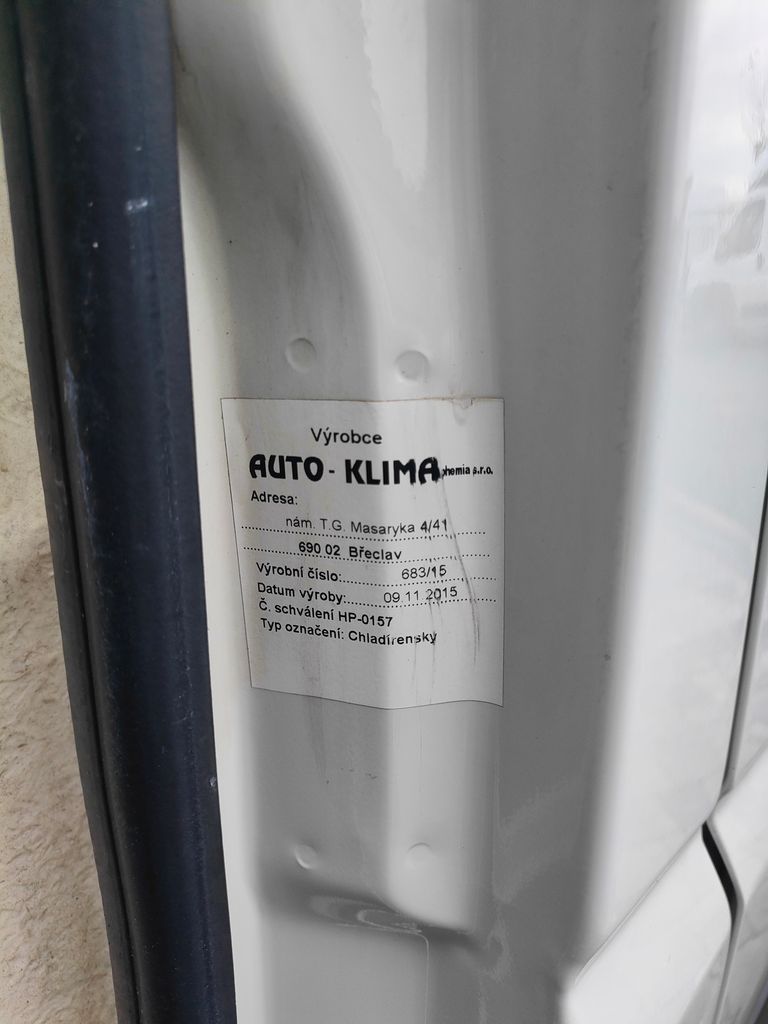 Výrobce
AUTO - KLIMA s.r.o.
Adresa:
nám. T.G. Masaryka 4/41
690 02 Břeclav
Výrobní číslo: 683/15
Datum výroby: 09.11.2015
Č. schválení HP-0157
Typ označení: Chladírenský